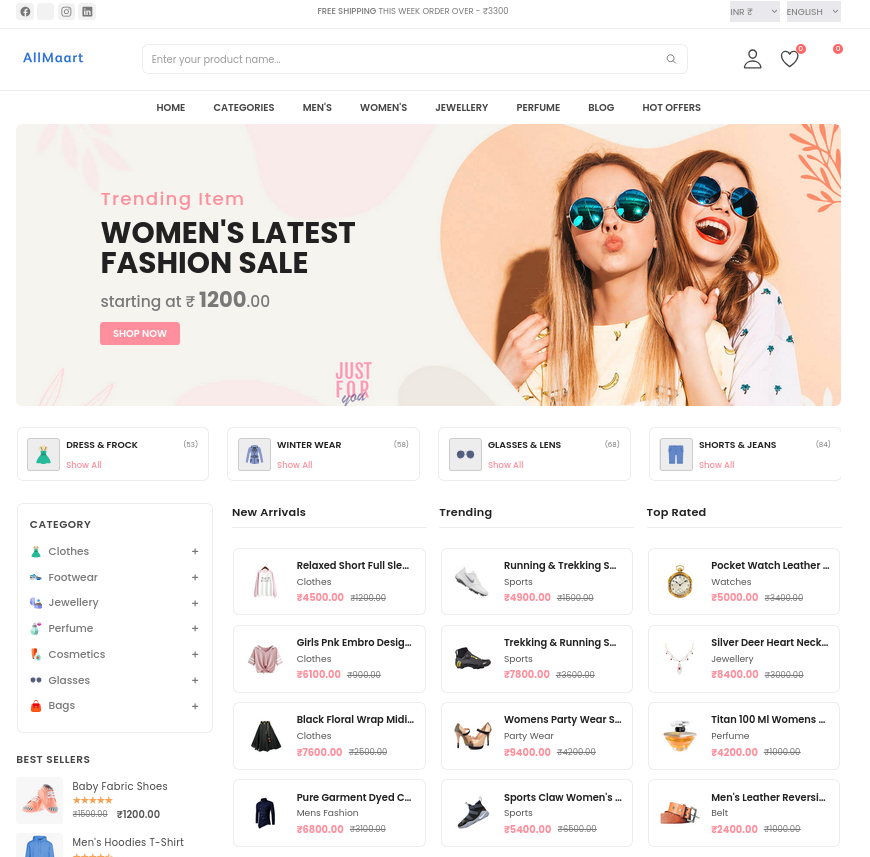 FREE SHIPPING THIS WEEK ORDER OVER - ₹3300
INR ₹
ENGLISH
AllMaart
Enter your product name...
0
0
HOME CATEGORIES MEN'S WOMEN'S JEWELLERY PERFUME BLOG HOT OFFERS
Trending Item
WOMEN'S LATEST
FASHION SALE
starting at ₹ 1200.00
SHOP NOW
JUST
FOR
you
DRESS & FROCK (53)
Show All
WINTER WEAR (58)
Show All
GLASSES & LENS (68)
Show All
SHORTS & JEANS (84)
Show All
CATEGORY
Clothes +
Footwear +
Jewellery +
Perfume +
Cosmetics +
Glasses +
Bags +
BEST SELLERS
Baby Fabric Shoes
₹1500.00 ₹1200.00
Men's Hoodies T-Shirt
New Arrivals
Relaxed Short Full Sle...
Clothes
₹4500.00 ₹1200.00
Girls Pnk Embro Desig...
Clothes
₹6100.00 ₹900.00
Black Floral Wrap Midi...
Clothes
₹7600.00 ₹2500.00
Pure Garment Dyed C...
Mens Fashion
₹6800.00 ₹3100.00
Trending
Running & Trekking S...
Sports
₹4900.00 ₹1500.00
Trekking & Running S...
Sports
₹7800.00 ₹3600.00
Womens Party Wear S...
Party Wear
₹9400.00 ₹4200.00
Sports Claw Women's ...
Sports
₹5400.00 ₹6500.00
Top Rated
Pocket Watch Leather ...
Watches
₹5000.00 ₹3400.00
Silver Deer Heart Neck...
Jewellery
₹8400.00 ₹3000.00
Titan 100 Ml Womens ...
Perfume
₹4200.00 ₹1000.00
Men's Leather Reversi...
Belt
₹2400.00 ₹1000.00